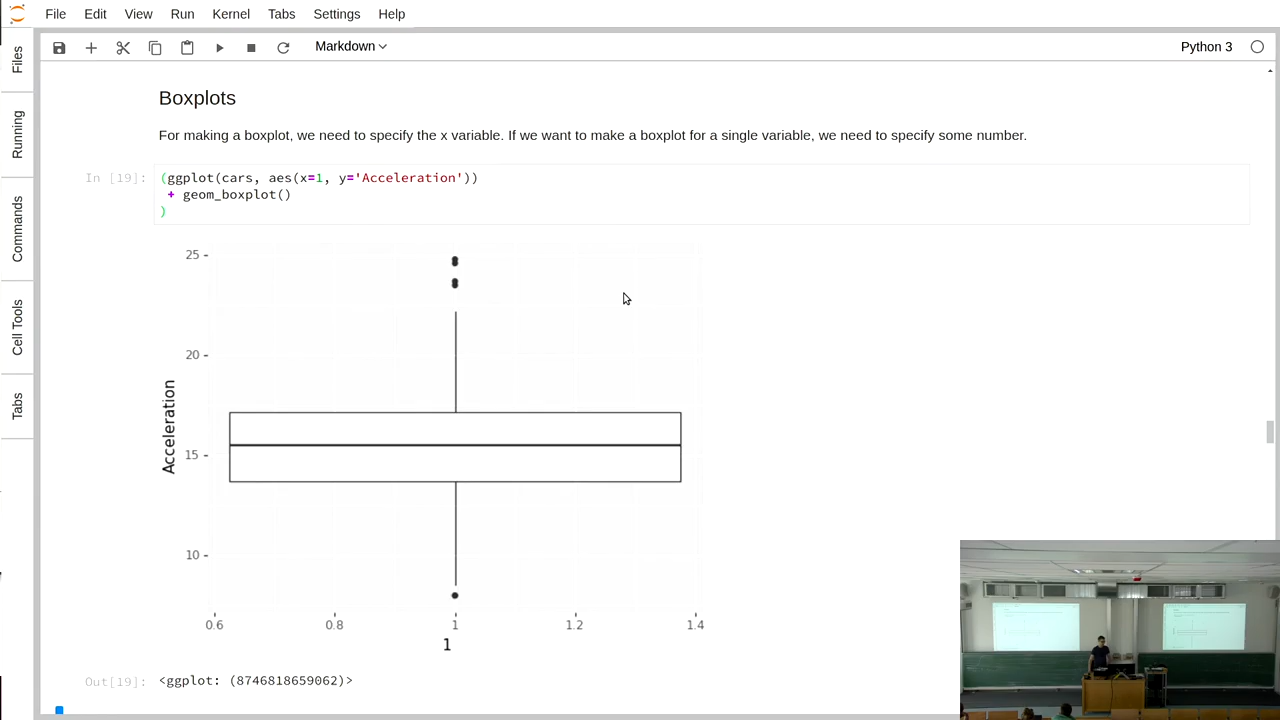 File Edit View Run Kernel Tabs Settings Help
Markdown
Python 3
Files
Running
Commands
Cell Tools
Tabs
Boxplots
For making a boxplot, we need to specify the x variable. If we want to make a boxplot for a single variable, we need to specify some number.
In [19]:
(ggplot(cars, aes(x=1, y='Acceleration'))
+ geom_boxplot()
)
25
20
15
10
Acceleration
0.6 0.8 1 1.2 1.4
1
Out[19]: <ggplot: (8746818659062)>